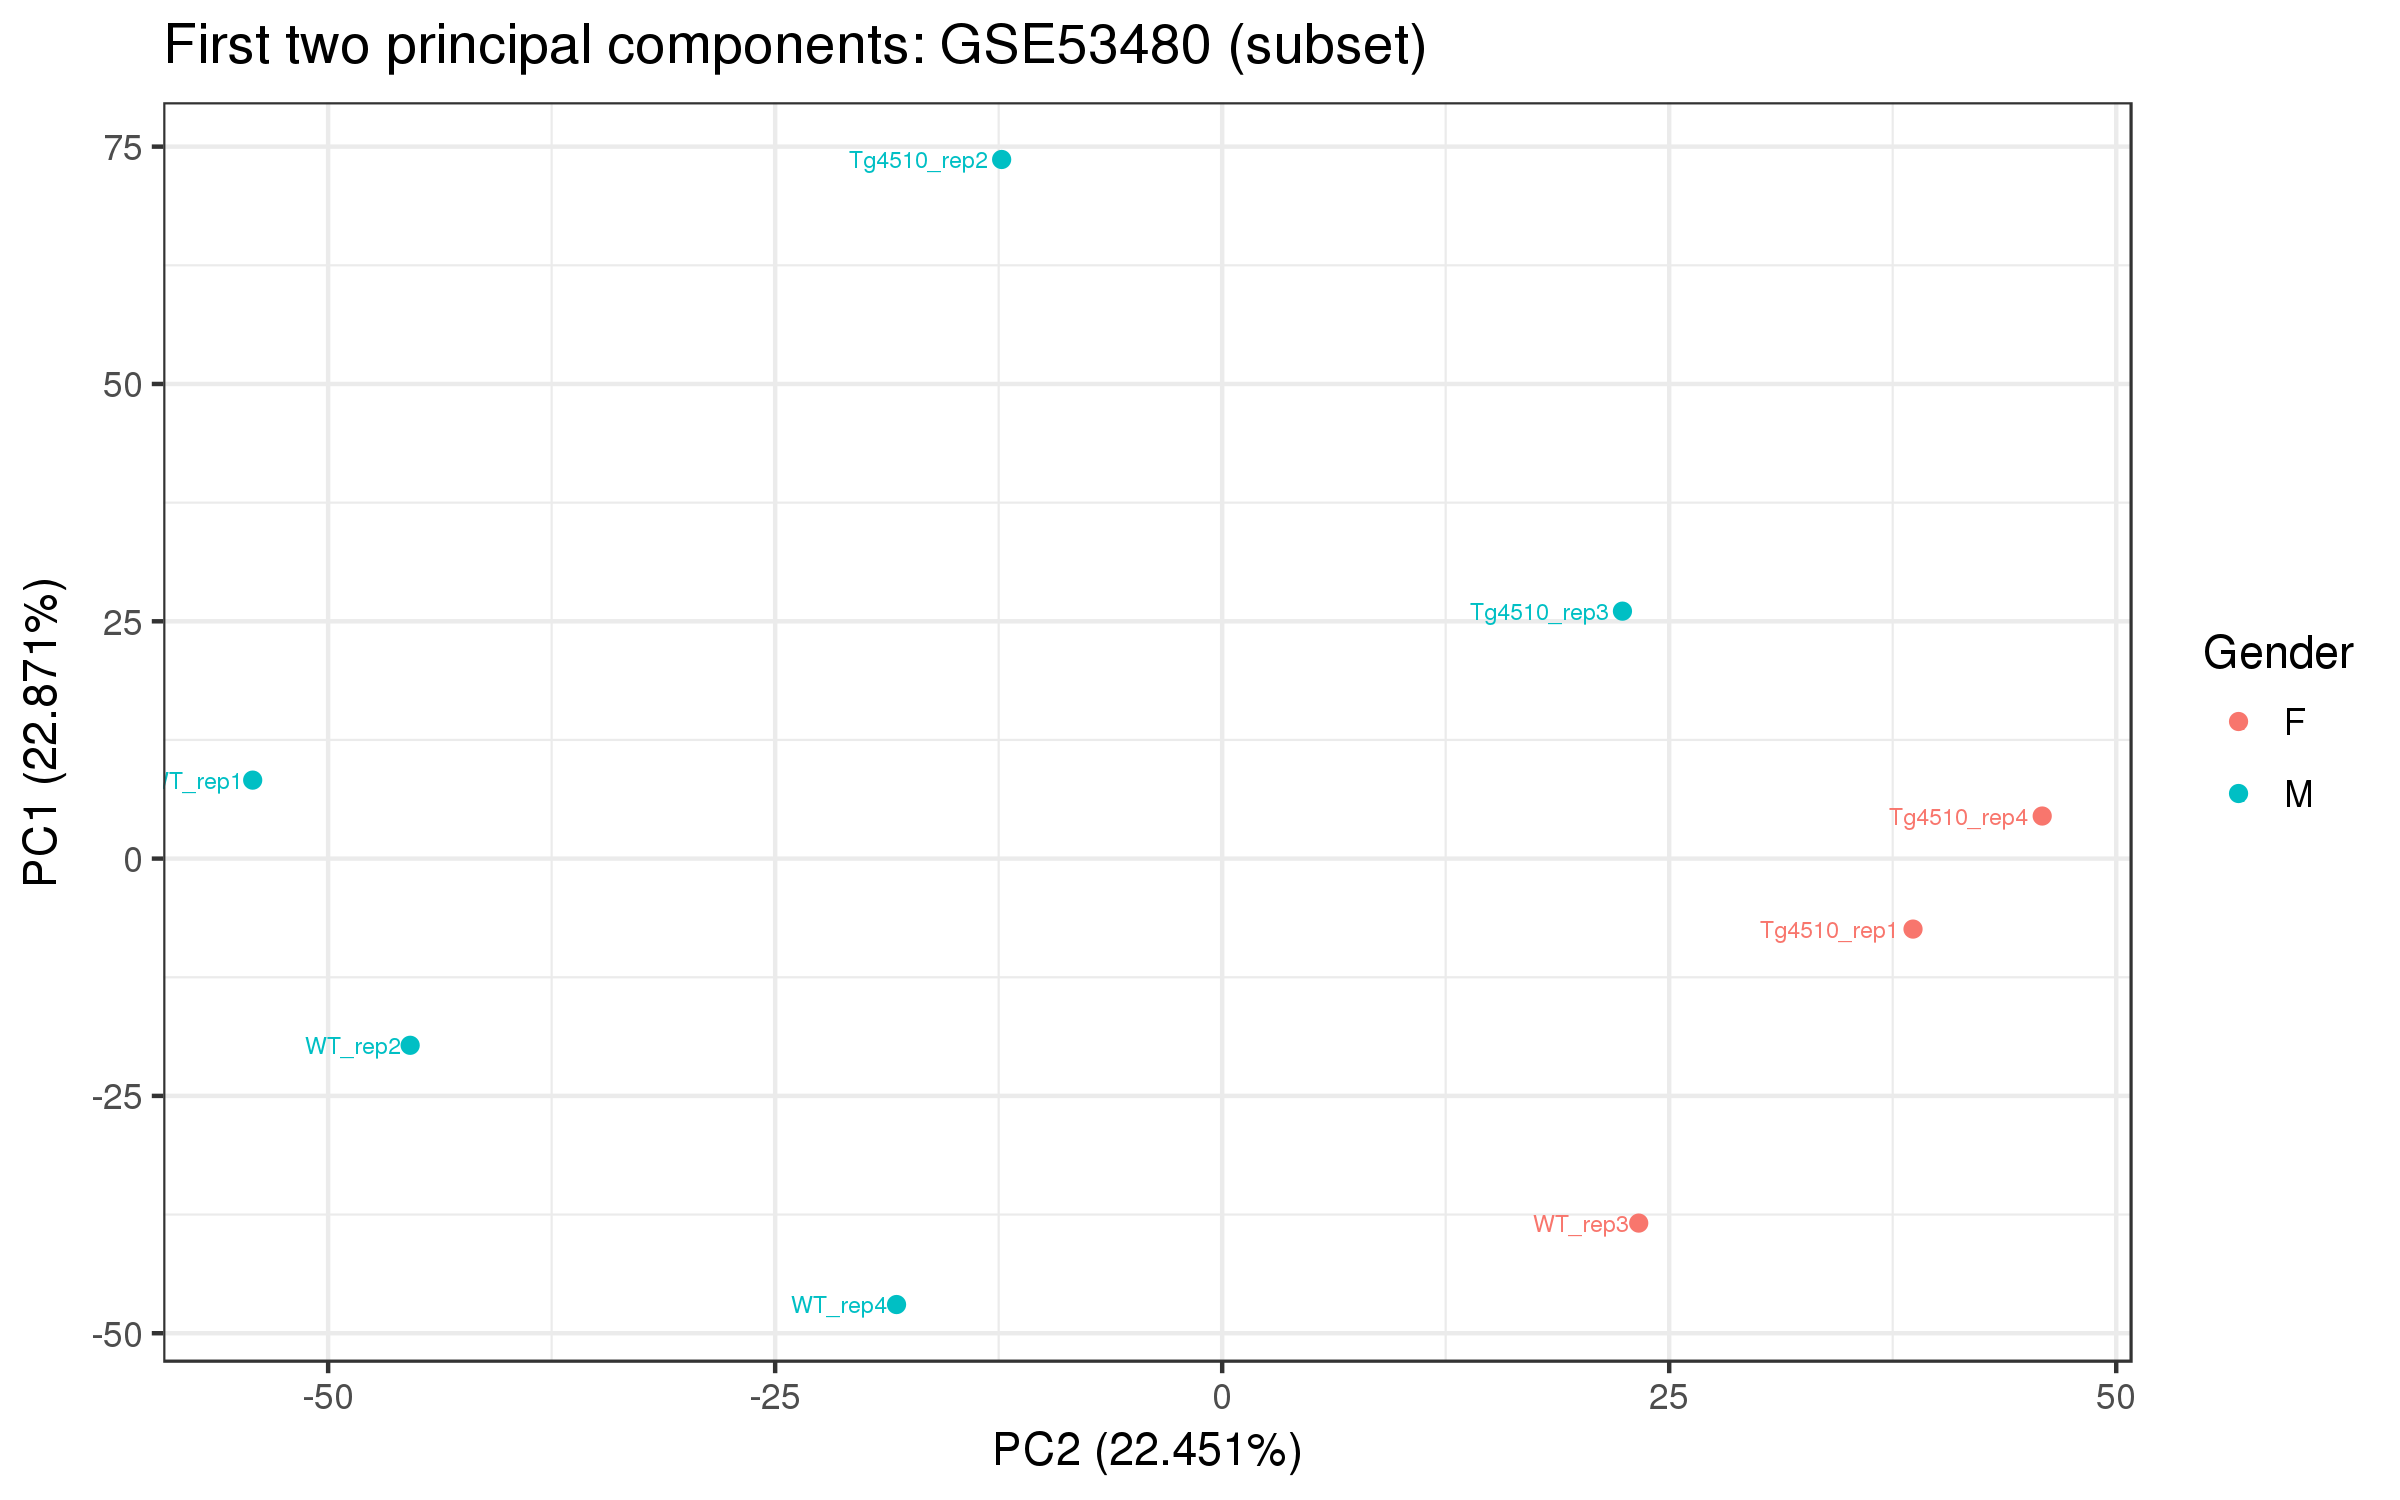 First two principal components: GSE53480 (subset)
PC1 (22.871%)
75
50
25
0
-25
-50
Tg4510_rep2
Tg4510_rep3
T_rep1
Tg4510_rep4
Tg4510_rep1
WT_rep2
WT_rep3
WT_rep4
-50
-25
0
25
50
PC2 (22.451%)
Gender
F
M